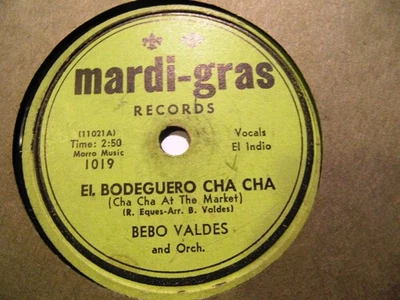 mardi-gras
RECORDS
(11021A)
Time: 2:50
Morro Music
1019
Vocals
El Indio
EL BODEGUERO CHA CHA
(Cha Cha At The Market)
(R. Eques-Arr. B. Valdes)
BEBO VALDES
and Orch.